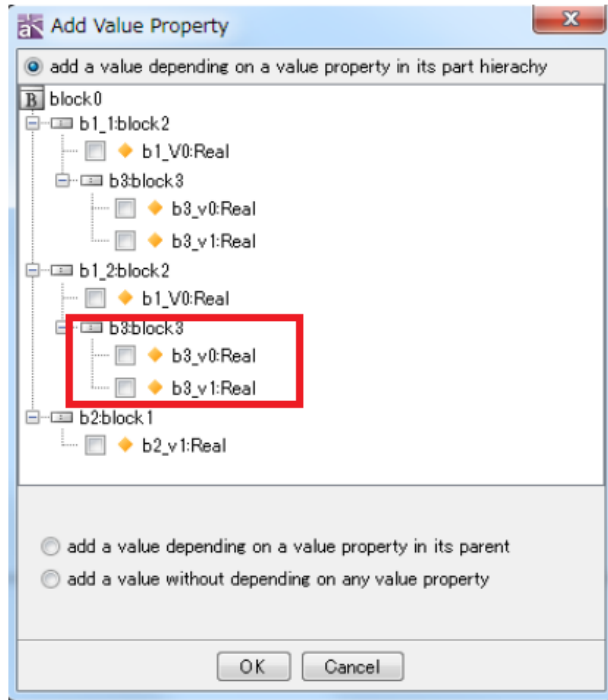 Add Value Property
add a value depending on a value property in its part hierachy
B block0
b1_1:block2
b1_V0:Real
b3:block3
b3_v0:Real
b3_v1:Real
b1_2:block2
b1_V0:Real
b3:block3
b3_v0:Real
b3_v1:Real
b2:block1
b2_v1:Real
add a value depending on a value property in its parent
add a value without depending on any value property
OK Cancel